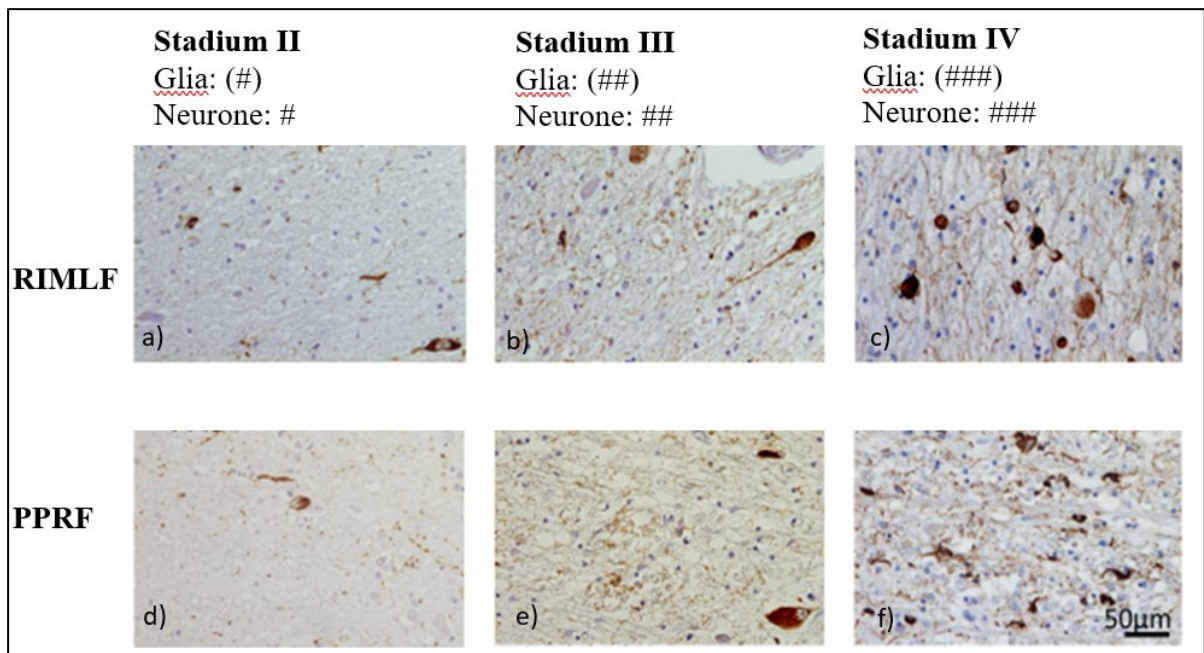 Stadium II
Glia: (#)
Neurone: #
Stadium III
Glia: (##)
Neurone: ##
Stadium IV
Glia: (###)
Neurone: ###
RIMLF
a)
b)
c)
PPRF
d)
e)
f)
50µm